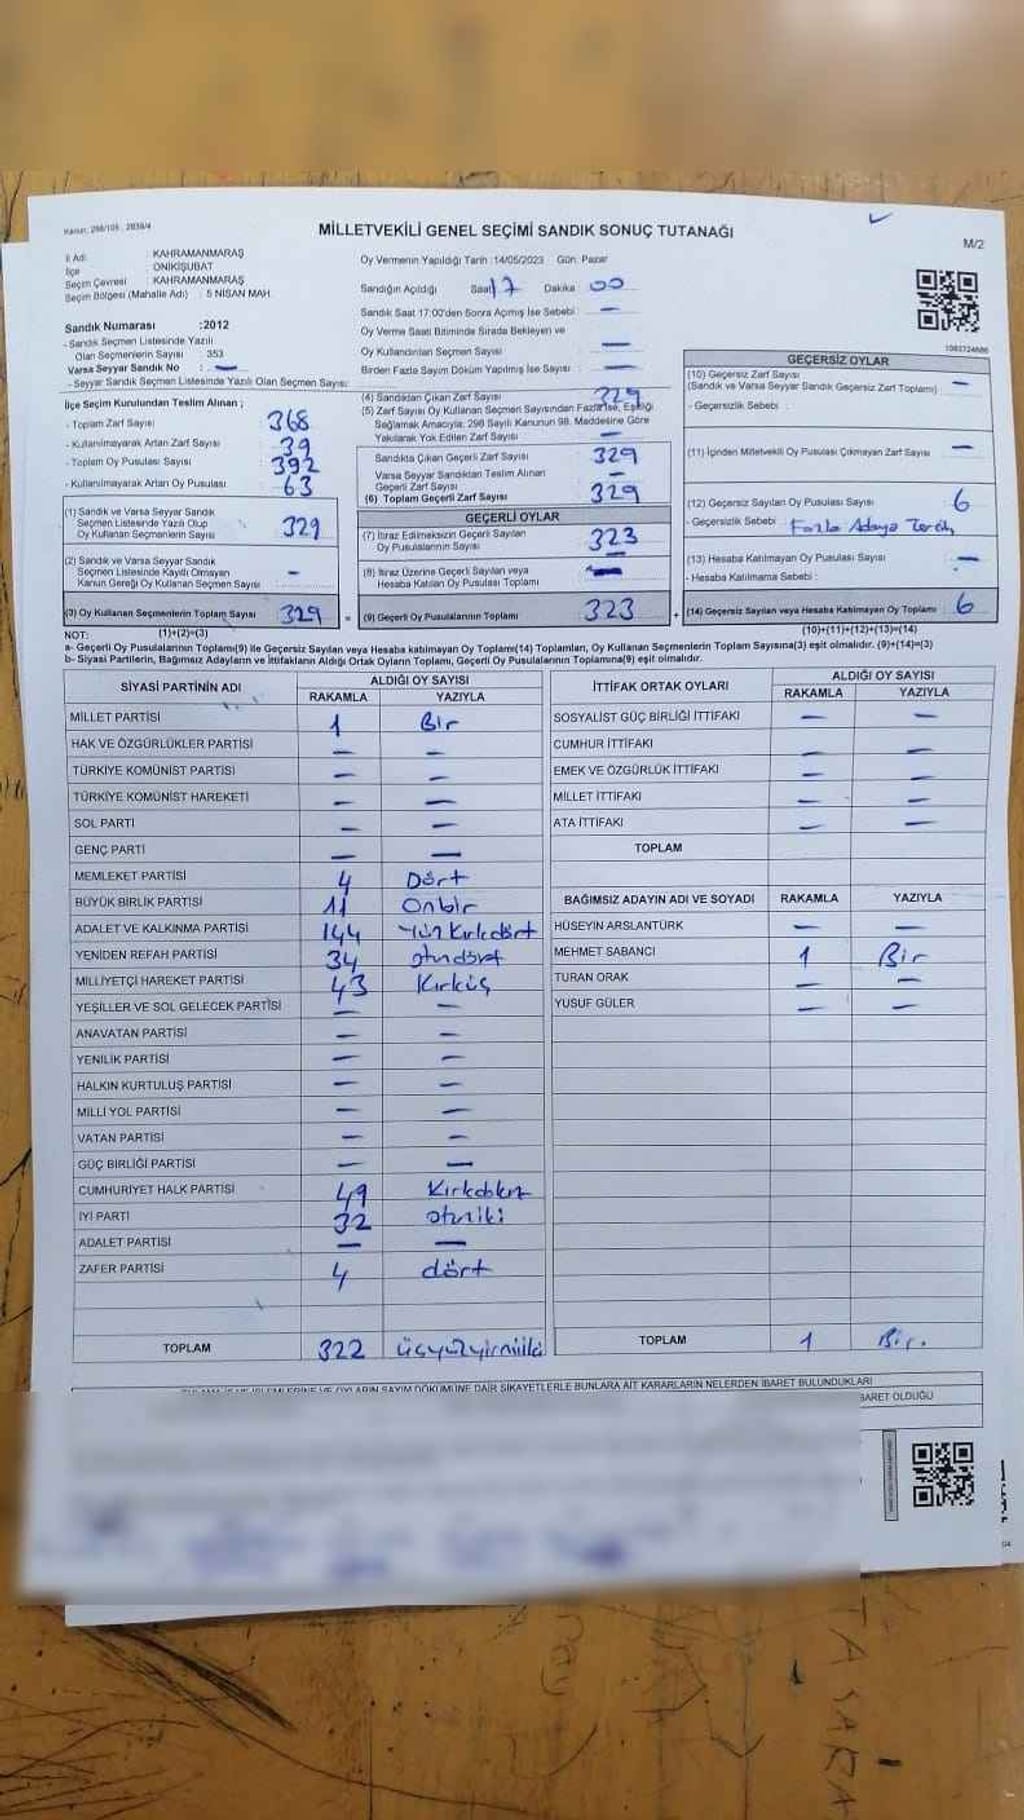 MİLLETVEKİLİ GENEL SEÇİMİ SANDIK SONUÇ TUTANAĞI
M/2
İl Adı : KAHRAMANMARAŞ
İlçe : ONİKİŞUBAT
Seçim Çevresi : KAHRAMANMARAŞ
Seçim Bölgesi (Mahalle Adı) : 5 NİSAN MAH
Oy Vermenin Yapıldığı Tarih :14/05/2023 Gün: Pazar
Sandığın Açıldığı Saat 17 Dakika 00
Sandık Saat 17:00'den Sonra Açılmış İse Sebebi : —
Oy Verme Saati Bitiminde Sırada Bekleyen ve
Oy Kullandırılan Seçmen Sayısı —
Birden Fazla Sayım Döküm Yapılmış İse Sayısı : —
Sandık Numarası :2012
- Sandık Seçmen Listesinde Yazılı
Olan Seçmenlerin Sayısı : 353
Varsa Seyyar Sandık No : —
- Seyyar Sandık Seçmen Listesinde Yazılı Olan Seçmen Sayısı:
İlçe Seçim Kurulundan Teslim Alınan ;
- Toplam Zarf Sayısı : 368
- Kullanılmayarak Artan Zarf Sayısı : 39
- Toplam Oy Pusulası Sayısı : 392
- Kullanılmayarak Artan Oy Pusulası : 63
(1) Sandık ve Varsa Seyyar Sandık
Seçmen Listesinde Yazılı Olup
Oy Kullanan Seçmenlerin Sayısı 329
(2) Sandık ve Varsa Seyyar Sandık
Seçmen Listesinde Kayıtlı Olmayan
Kanun Gereği Oy Kullanan Seçmen Sayısı —
(3) Oy Kullanan Seçmenlerin Toplam Sayısı 329 =
(4) Sandıktan Çıkan Zarf Sayısı 329
(5) Zarf Sayısı Oy Kullanan Seçmen Sayısından Fazla İse, Eşitliği
Sağlamak Amacıyla; 298 Sayılı Kanunun 98. Maddesine Göre
Yakılarak Yok Edilen Zarf Sayısı —
Sandıkta Çıkan Geçerli Zarf Sayısı 329
Varsa Seyyar Sandıktan Teslim Alınan
Geçerli Zarf Sayısı —
(6) Toplam Geçerli Zarf Sayısı 329
GEÇERLİ OYLAR
(7) İtiraz Edilmeksizin Geçerli Sayılan
Oy Pusulalarının Sayısı 323
(8) İtiraz Üzerine Geçerli Sayılan veya
Hesaba Katılan Oy Pusulası Toplamı —
(9) Geçerli Oy Pusulalarının Toplamı 323 +
GEÇERSİZ OYLAR
(10) Geçersiz Zarf Sayısı
(Sandık ve Varsa Seyyar Sandık Geçersiz Zarf Toplamı) —
- Geçersizlik Sebebi :
(11) İçinden Milletvekili Oy Pusulası Çıkmayan Zarf Sayısı —
(12) Geçersiz Sayılan Oy Pusulası Sayısı 6
- Geçersizlik Sebebi : Fazla Adaya Tercih
(13) Hesaba Katılmayan Oy Pusulası Sayısı —
- Hesaba Katılmama Sebebi :
(14) Geçersiz Sayılan veya Hesaba Katılmayan Oy Toplamı 6
NOT: (1)+(2)=(3) (10)+(11)+(12)+(13)=(14)
a- Geçerli Oy Pusulalarının Toplamı(9) ile Geçersiz Sayılan veya Hesaba katılmayan Oy Toplamı(14) Toplamları, Oy Kullanan Seçmenlerin Toplam Sayısına(3) eşit olmalıdır. (9)+(14)=(3)
b- Siyasi Partilerin, Bağımsız Adayların ve İttifakların Aldığı Ortak Oyların Toplamı, Geçerli Oy Pusulalarının Toplamına(9) eşit olmalıdır.
SİYASİ PARTİNİN ADI ALDIĞI OY SAYISI
RAKAMLA YAZIYLA
MİLLET PARTİSİ 1 Bir
HAK VE ÖZGÜRLÜKLER PARTİSİ — —
TÜRKİYE KOMÜNİST PARTİSİ — —
TÜRKİYE KOMÜNİST HAREKETİ — —
SOL PARTİ — —
GENÇ PARTİ — —
MEMLEKET PARTİSİ 4 Dört
BÜYÜK BİRLİK PARTİSİ 11 Onbir
ADALET VE KALKINMA PARTİSİ 144 Yüz Kırkdört
YENİDEN REFAH PARTİSİ 34 otuzdört
MİLLİYETÇİ HAREKET PARTİSİ 43 Kırküç
YEŞİLLER VE SOL GELECEK PARTİSİ — —
ANAVATAN PARTİSİ — —
YENİLİK PARTİSİ — —
HALKIN KURTULUŞ PARTİSİ — —
MİLLİ YOL PARTİSİ — —
VATAN PARTİSİ — —
GÜÇ BİRLİĞİ PARTİSİ — —
CUMHURİYET HALK PARTİSİ 49 Kırkdokuz
İYİ PARTİ 32 otuziki
ADALET PARTİSİ — —
ZAFER PARTİSİ 4 dört
TOPLAM 322 üçyüzyirmiiki
İTTİFAK ORTAK OYLARI ALDIĞI OY SAYISI
RAKAMLA YAZIYLA
SOSYALİST GÜÇ BİRLİĞİ İTTİFAKI — —
CUMHUR İTTİFAKI — —
EMEK VE ÖZGÜRLÜK İTTİFAKI — —
MİLLET İTTİFAKI — —
ATA İTTİFAKI — —
TOPLAM
BAĞIMSIZ ADAYIN ADI VE SOYADI RAKAMLA YAZIYLA
HÜSEYİN ARSLANTÜRK — —
MEHMET SABANCI 1 Bir
TURAN ORAK — —
YUSUF GÜLER — —
TOPLAM 1 Bir.
OYLARIN SAYIM DÖKÜMÜNE DAİR ŞİKAYETLERLE BUNLARA AİT KARARLARIN NELERDEN İBARET BULUNDUKLARI
BARET OLDUĞU
TASARA